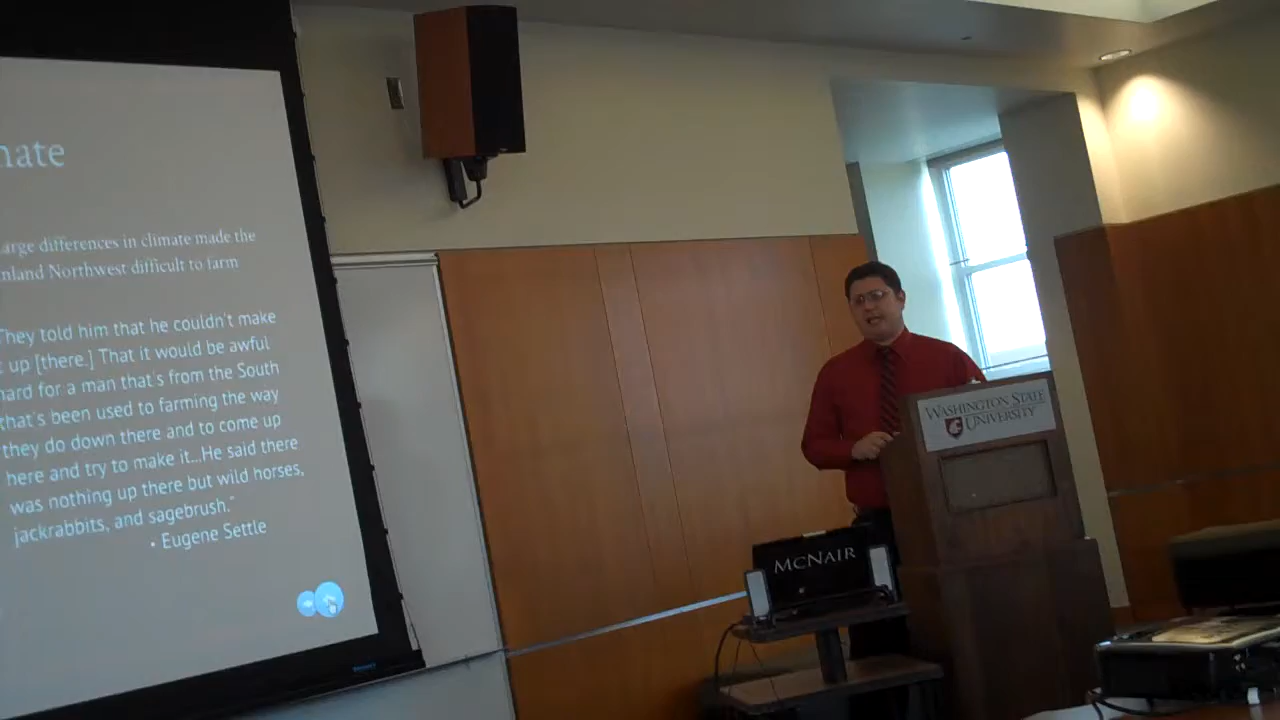 nate
arge differences in climate made the
nland Northwest difficult to farm
They told him that he couldn't make
t up [there.] That it would be awful
hard for a man that's from the South
that's been used to farming the way
they do down there and to come up
here and try to make it...He said there
was nothing up there but wild horses,
jackrabbits, and sagebrush."
• Eugene Settle
WASHINGTON STATE
UNIVERSITY
MCNAIR